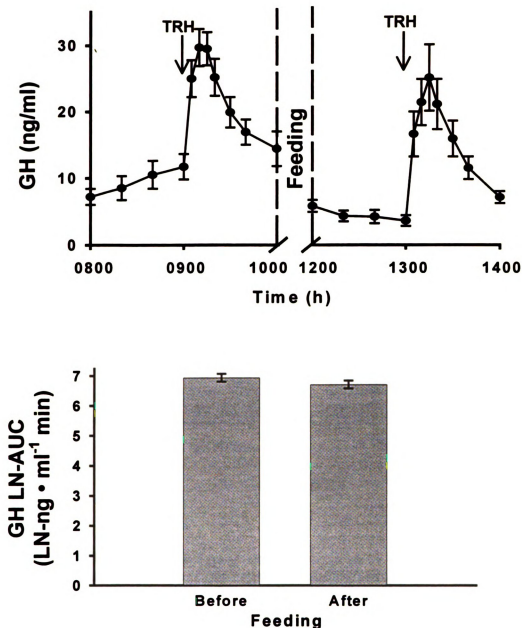 TRH
TRH
30
20
10
0
GH (ng/ml)
Feeding
0800
0900
1000
1200
1300
1400
Time (h)
7
6
5
4
3
2
1
0
GH LN-AUC
(LN-ng • ml⁻¹ min)
Before
After
Feeding